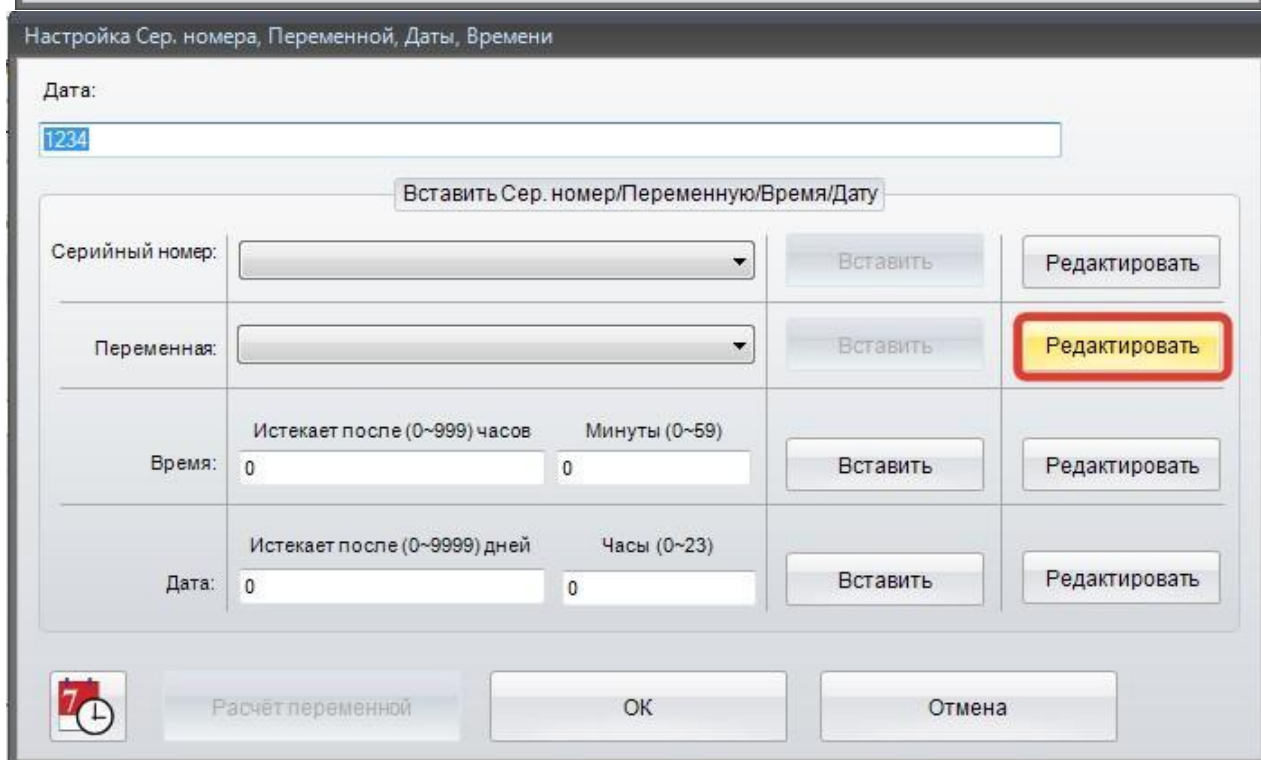 Настройка Сер. номера, Переменной, Даты, Времени
Дата:
1234
Вставить Сер. номер/Переменную/Время/Дату
Серийный номер: Вставить Редактировать
Переменная: Вставить Редактировать
Истекает после (0~999) часов Минуты (0~59)
Время: 0 0 Вставить Редактировать
Истекает после (0~9999) дней Часы (0~23)
Дата: 0 0 Вставить Редактировать
7 Расчёт переменной ОК Отмена